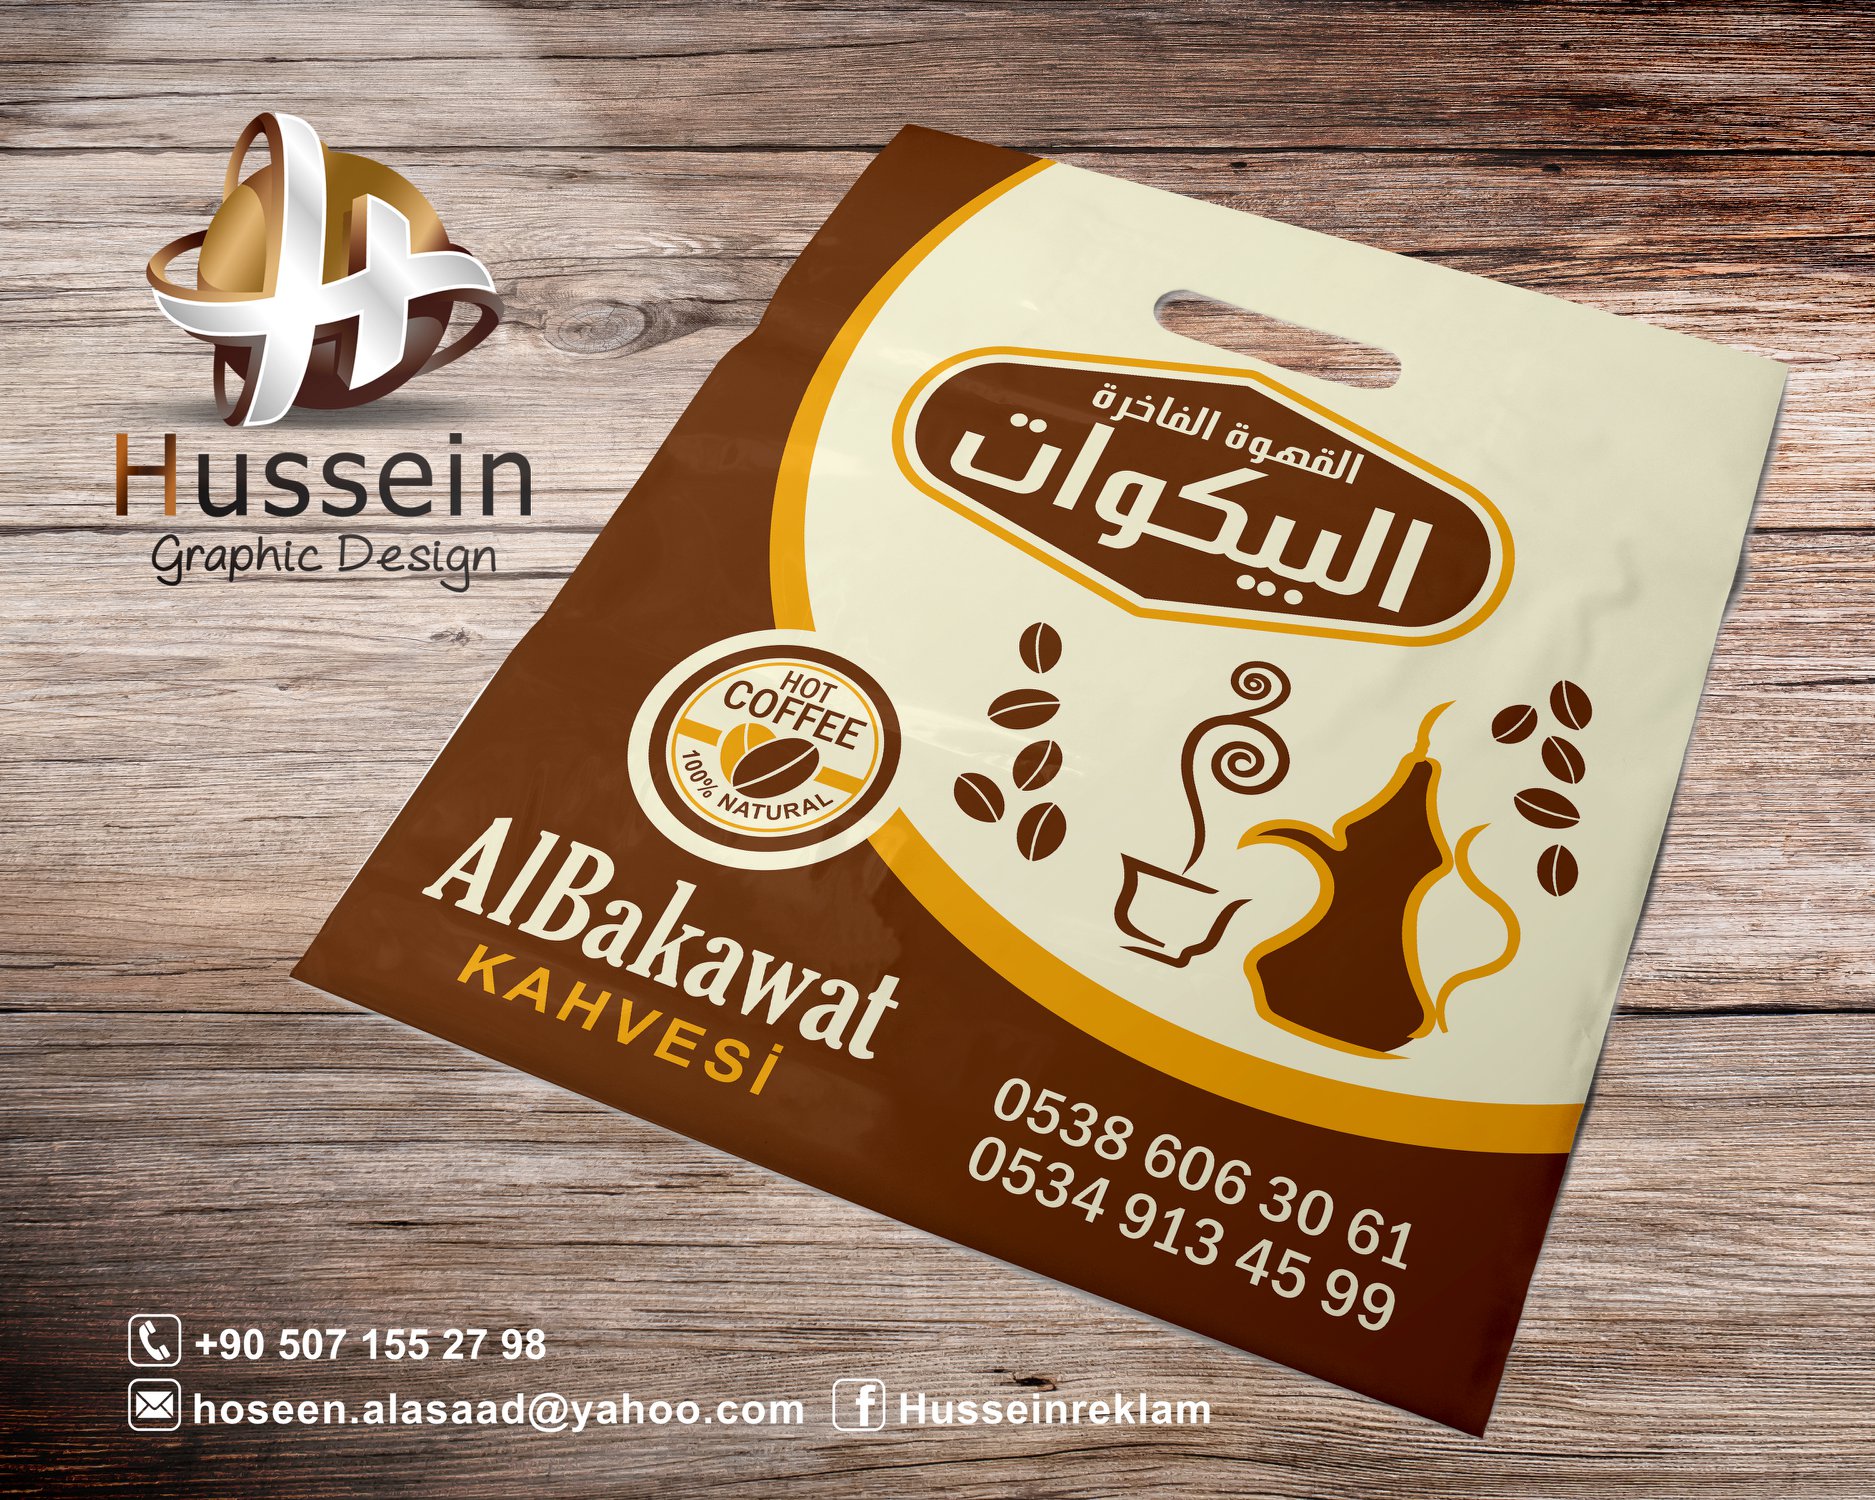 Hussein
Graphic Design
القهوة الفاخرة
البيكوات
HOT
COFFEE
100% NATURAL
AlBakawat
KAHVESİ
0538 606 30 61
0534 913 45 99
+90 507 155 27 98
hoseen.alasaad@yahoo.com
Husseinreklam